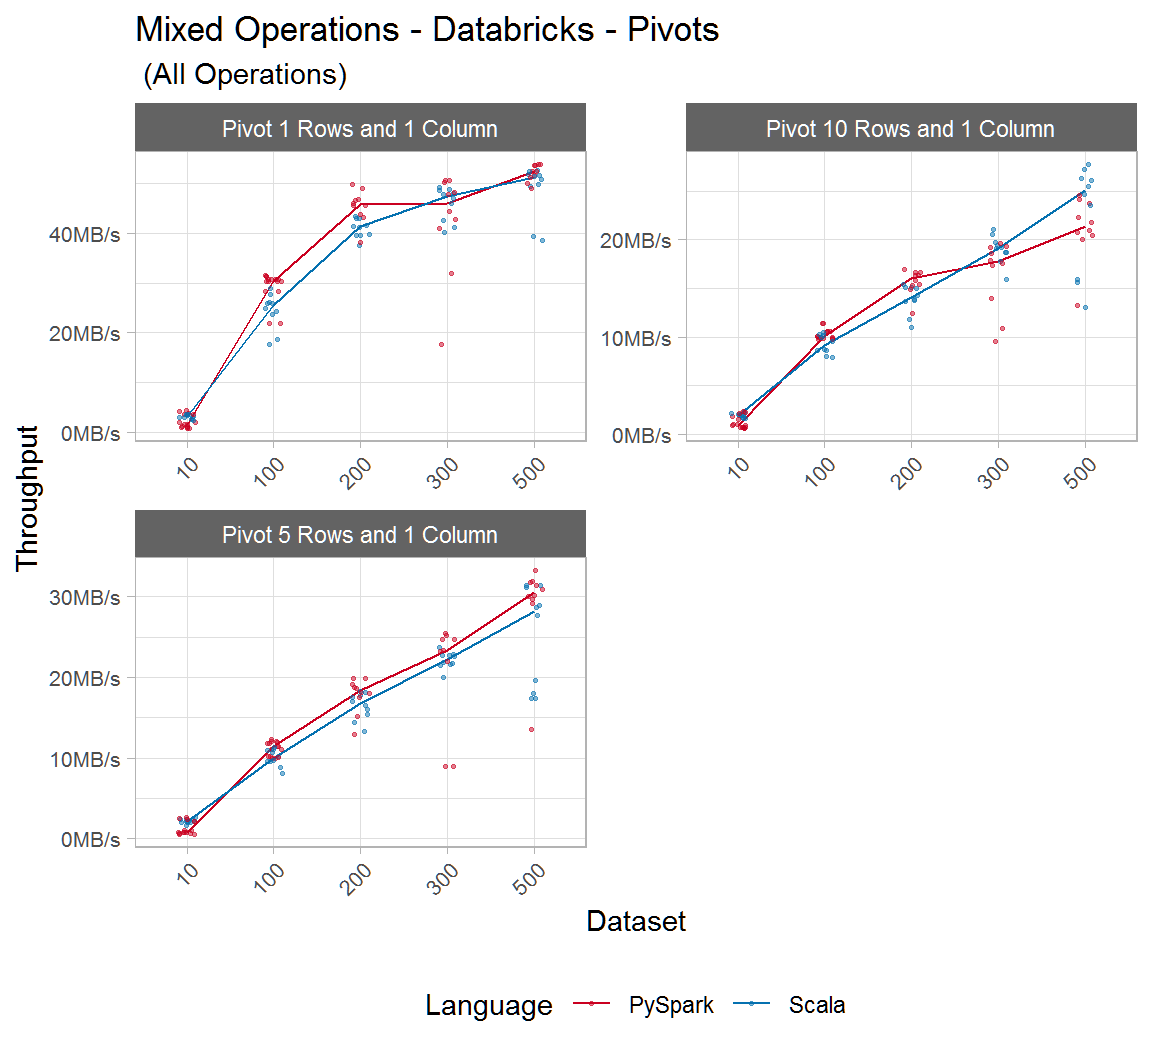 Mixed Operations - Databricks - Pivots
(All Operations)
Pivot 1 Rows and 1 Column
40MB/s
20MB/s
0MB/s
10
100
200
300
500
Pivot 10 Rows and 1 Column
20MB/s
10MB/s
0MB/s
10
100
200
300
500
Throughput
Pivot 5 Rows and 1 Column
30MB/s
20MB/s
10MB/s
0MB/s
10
100
200
300
500
Dataset
Language PySpark Scala